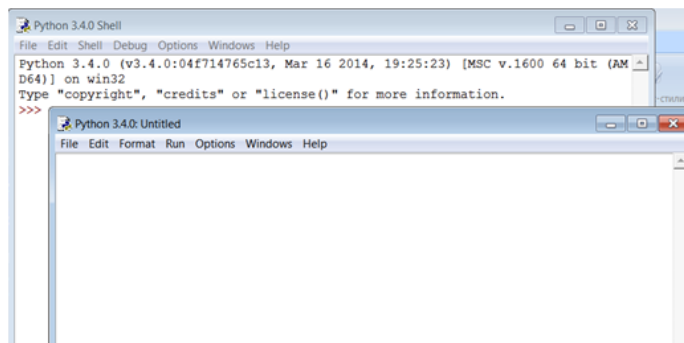 Python 3.4.0 Shell
File Edit Shell Debug Options Windows Help
Python 3.4.0 (v3.4.0:04f714765c13, Mar 16 2014, 19:25:23) [MSC v.1600 64 bit (AM
D64)] on win32
Type "copyright", "credits" or "license()" for more information.
>>>
Python 3.4.0: Untitled
File Edit Format Run Options Windows Help